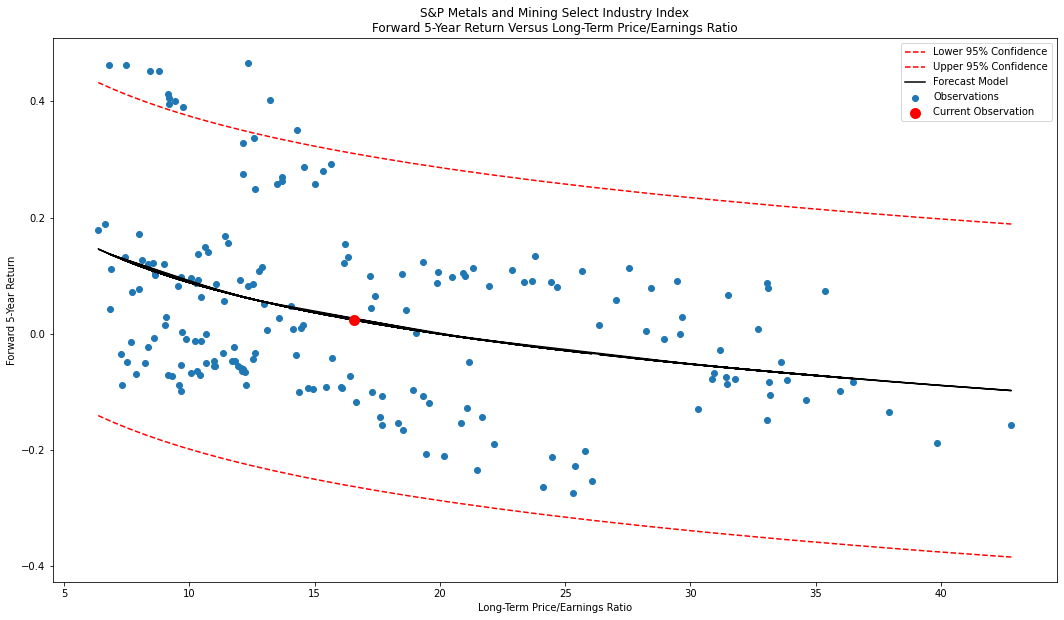 S&P Metals and Mining Select Industry Index
Forward 5-Year Return Versus Long-Term Price/Earnings Ratio
Lower 95% Confidence
Upper 95% Confidence
Forecast Model
Observations
Current Observation
Forward 5-Year Return
0.4
0.2
0.0
−0.2
−0.4
5 10 15 20 25 30 35 40
Long-Term Price/Earnings Ratio